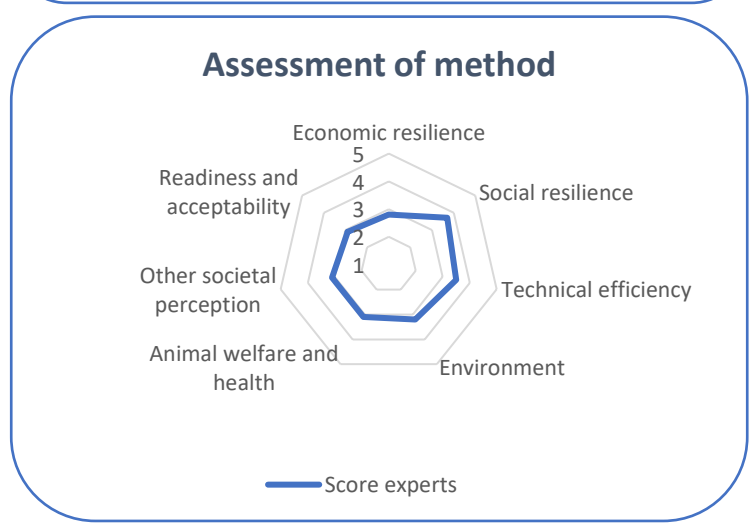 Assessment of method
Economic resilience
5
4
3
2
1
Social resilience
Technical efficiency
Environment
Animal welfare and
health
Other societal
perception
Readiness and
acceptability
Score experts